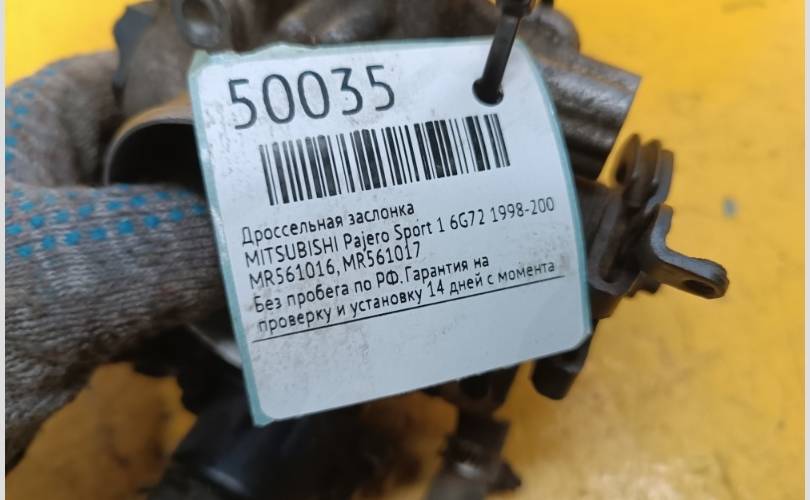 50035
Дроссельная заслонка
MITSUBISHI Pajero Sport 1 6G72 1998-200
MR561016, MR561017
Без пробега по РФ.Гарантия на
проверку и установку 14 дней с момента